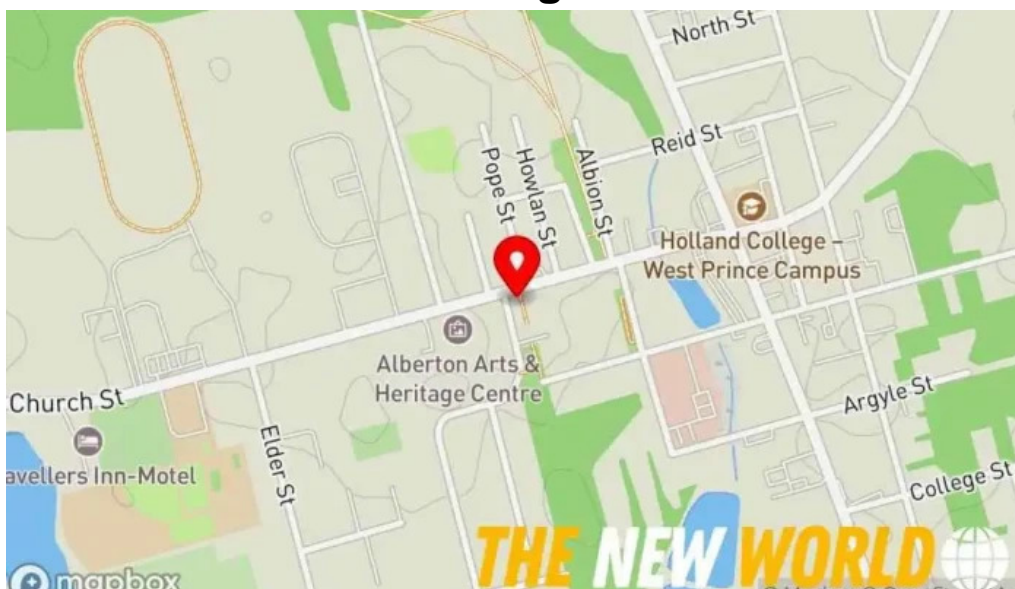 North St
Reid St
Pope St
Howlan St
Albion St
Holland College –
West Prince Campus
Alberton Arts &
Heritage Centre
Church St
Elder St
avellers Inn-Motel
Argyle St
College St
THE NEW WORLD
mapbox